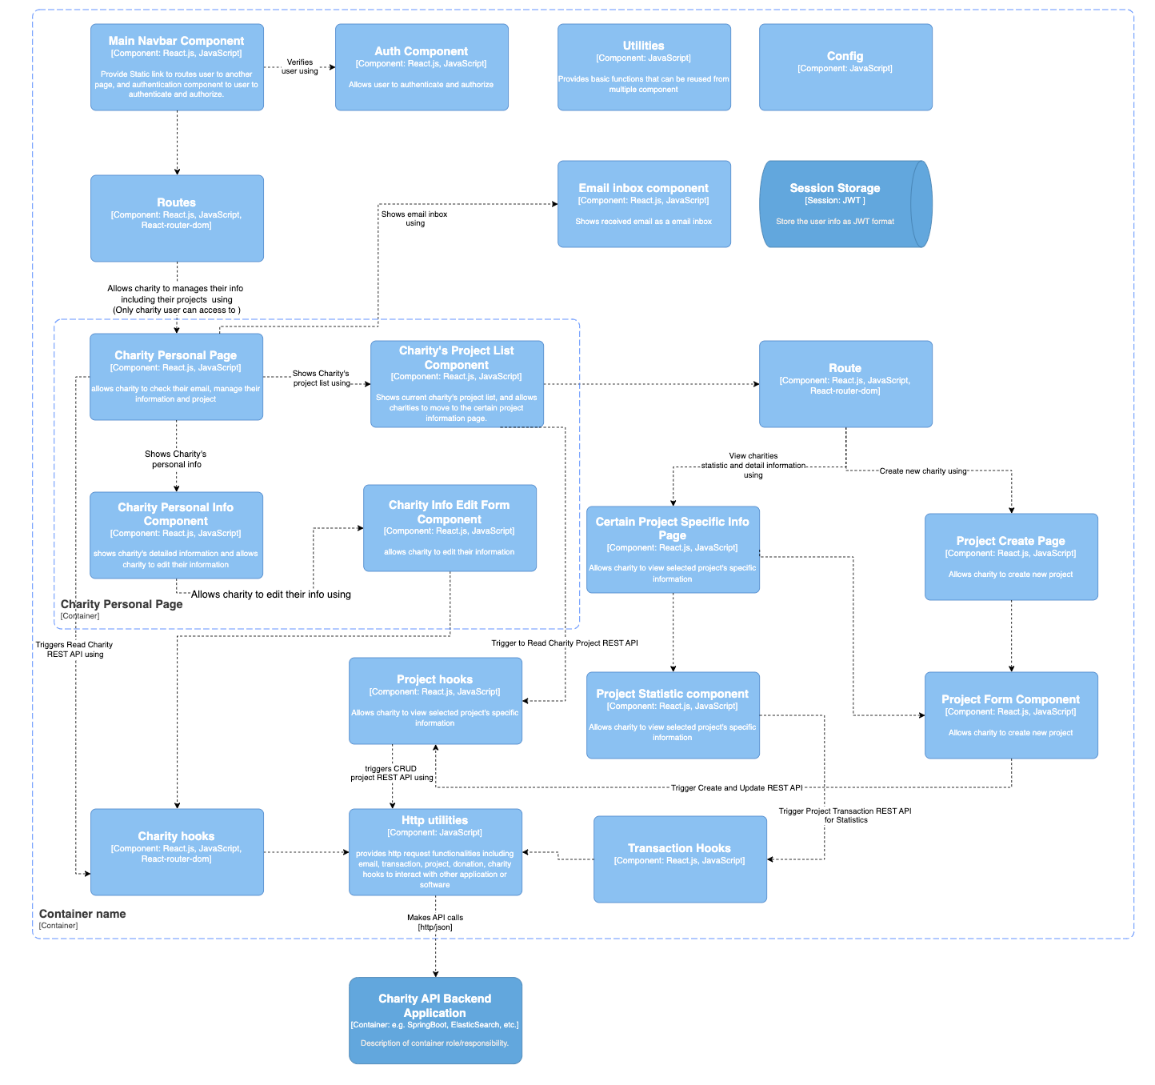 Main Navbar Component
[Component: React.js, JavaScript]
Provide Static link to routes user to another
page, and authentication component to user to
authenticate and authorize.
Verifies
user using
Auth Component
[Component: React.js, JavaScript]
Allows user to authenticate and authorize
Utilities
[Component: JavaScript]
Provides basic functions that can be reused from
multiple component
Config
[Component: JavaScript]
Routes
[Component: React.js, JavaScript,
React-router-dom]
Shows email inbox
using
Email inbox component
[Component: React.js, JavaScript]
Shows received email as a email inbox
Session Storage
[Session: JWT ]
Store the user info as JWT format
Allows charity to manages their info
including their projects  using
(Only charity user can access to )
Charity Personal Page
[Component: React.js, JavaScript]
allows charity to check their email, manage their
information and project
Shows Charity's
project list using
Charity's Project List
Component
[Component: React.js, JavaScript]
Shows current charity's project list, and allows
charities to move to the certain project
information page.
Route
[Component: React.js, JavaScript,
React-router-dom]
Shows Charity's
personal info
View charities
statistic and detail information
using
Create new charity using
Charity Personal Info
Component
[Component: React.js, JavaScript]
shows charity's detailed information and allows
charity to edit their information
Charity Info Edit Form
Component
[Component: React.js, JavaScript]
allows charity to edit their information
Certain Project Specific Info
Page
[Component: React.js, JavaScript]
Allows charity to view selected project's specific
information
Project Create Page
[Component: React.js, JavaScript]
Allows charity to create new project
Allows charity to edit their info using
Charity Personal Page
[Container]
Triggers Read Charity
REST API using
Trigger to Read Charity Project REST API
Project hooks
[Component: React.js, JavaScript]
Allows charity to view selected project's specific
information
Project Statistic component
[Component: React.js, JavaScript]
Allows charity to view selected project's specific
information
Project Form Component
[Component: React.js, JavaScript]
Allows charity to create new project
triggers CRUD
project REST API using
Trigger Create and Update REST API
Trigger Project Transaction REST API
for Statistics
Charity hooks
[Component: React.js, JavaScript,
React-router-dom]
Http utilities
[Component: JavaScript]
provides http request functionalities including
email, transaction, project, donation, charity
hooks to interact with other application or
software
Transaction Hooks
[Component: React.js, JavaScript]
Container name
[Container]
Makes API calls
[http/json]
Charity API Backend
Application
[Container: e.g. SpringBoot, ElasticSearch, etc.]
Description of container role/responsibility.